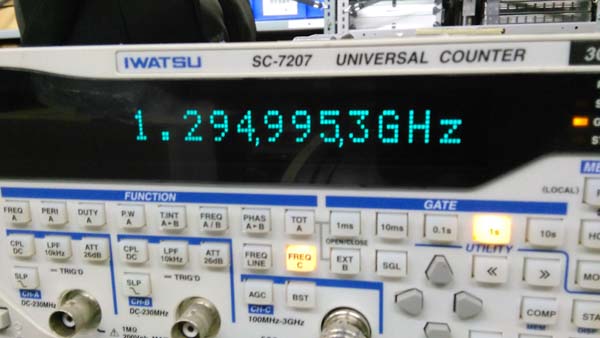 IWATSU SC-7207 UNIVERSAL COUNTER
1.294,995,3GHz
(LOCAL)
FUNCTION GATE
FREQ A PERI A DUTY A P.W A T.INT A-B FREQ A/B PHAS A-B TOT A 1ms 10ms 0.1s 1s 10s
OPEN/CLOSE UTILITY
CPL DC LPF 10kHz ATT 26dB CPL DC LPF 10kHz ATT 26dB FREQ LINE FREQ C EXT B SGL << >>
SLP TRIG'D SLP TRIG'D
AGC BST
CH-A CH-B CH-C COMP
DC-230MHz DC-230MHz 100MHz-3GHz
1MΩ